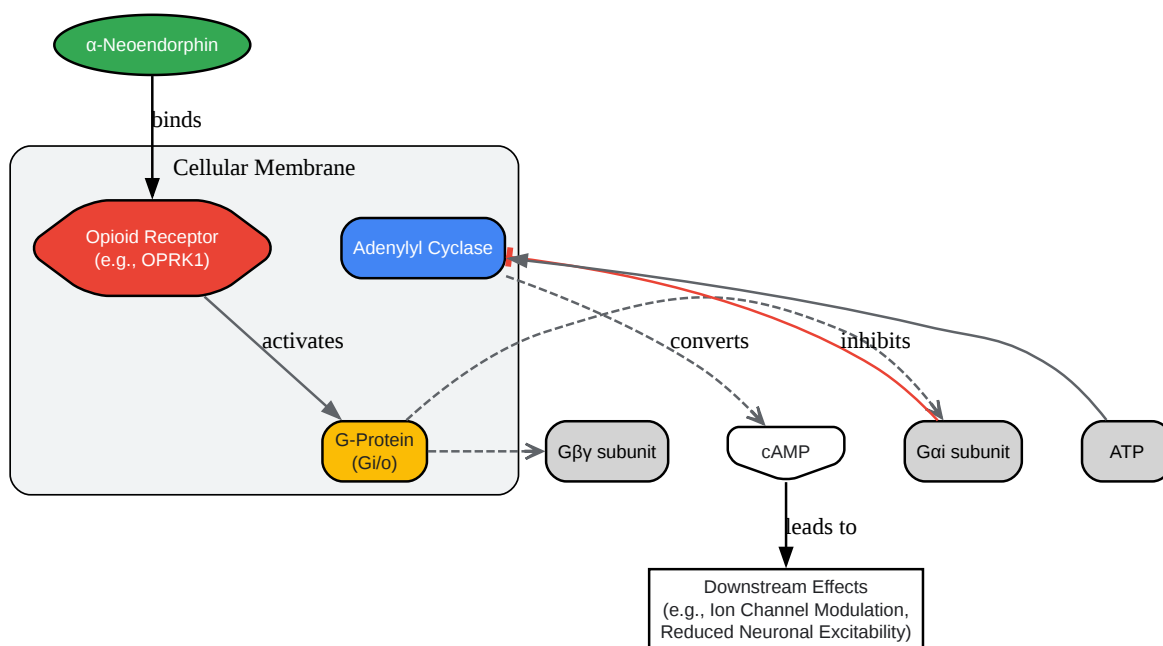 α-Neoendorphin
binds
Cellular Membrane
Opioid Receptor
(e.g., OPRK1)
Adenylyl Cyclase
activates
converts
inhibits
G-Protein
(Gi/o)
Gβγ subunit
cAMP
Gαi subunit
ATP
leads to
Downstream Effects
(e.g., Ion Channel Modulation,
Reduced Neuronal Excitability)